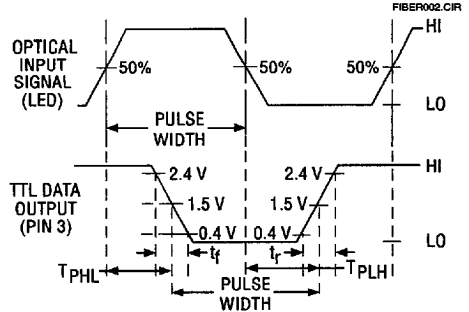 FIBER002.CIR
HI
OPTICAL
INPUT
SIGNAL
(LED)
50% 50% 50%
LO
PULSE
WIDTH
HI
2.4 V 2.4 V
TTL DATA
OUTPUT
(PIN 3)
1.5 V 1.5 V
0.4 V 0.4 V
LO
tf tr
TPHL TPLH
PULSE
WIDTH